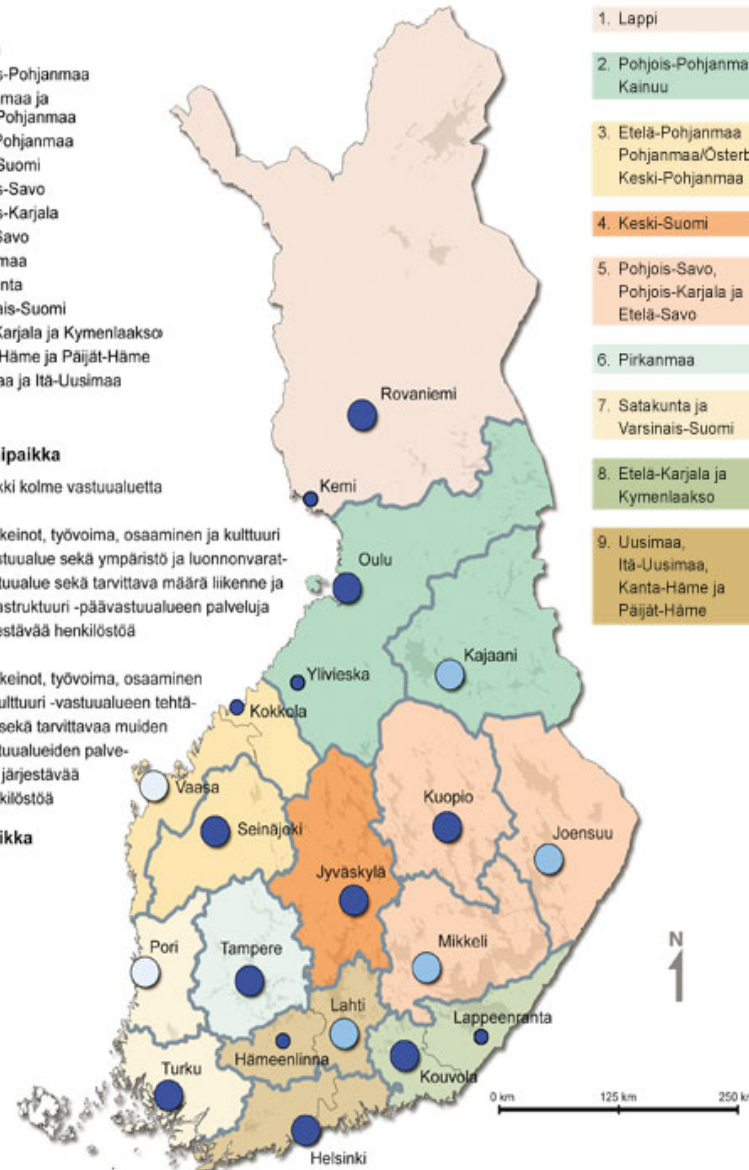 s-Pohjanmaa
maa ja
Pohjanmaa
Pohjanmaa
Suomi
s-Savo
s-Karjala
Savo
maa
nta
ais-Suomi
Karjala ja Kymenlaakso
Häme ja Päijät-Häme
aa ja Itä-Uusimaa
ipaikka
kki kolme vastuualuetta
keinot, työvoima, osaaminen ja kulttuuri
stuualue sekä ympäristö ja luonnonvarat-
tuualue sekä tarvittava määrä liikenne ja
astruktuuri -päävastuualueen palveluja
estävää henkilöstöä
keinot, työvoima, osaaminen
ulttuuri -vastuualueen tehtä-
sekä tarvittavaa muiden
tuualueiden palve-
järjestävää
kilöstöä
ikka
1. Lappi
2. Pohjois-Pohjanma
Kainuu
3. Etelä-Pohjanmaa
Pohjanmaa/Österb
Keski-Pohjanmaa
4. Keski-Suomi
5. Pohjois-Savo,
Pohjois-Karjala ja
Etelä-Savo
6. Pirkanmaa
7. Satakunta ja
Varsinais-Suomi
8. Etelä-Karjala ja
Kymenlaakso
9. Uusimaa,
Itä-Uusimaa,
Kanta-Häme ja
Päijät-Häme
Rovaniemi
Kemi
Oulu
Kajaani
Ylivieska
Kokkola
Vaasa
Seinäjoki
Kuopio
Joensuu
Jyväskylä
Pori
Tampere
Mikkeli
Lahti
Lappeenranta
Hämeenlinna
Kouvola
Turku
Helsinki
N
0 km
125 km
250 k